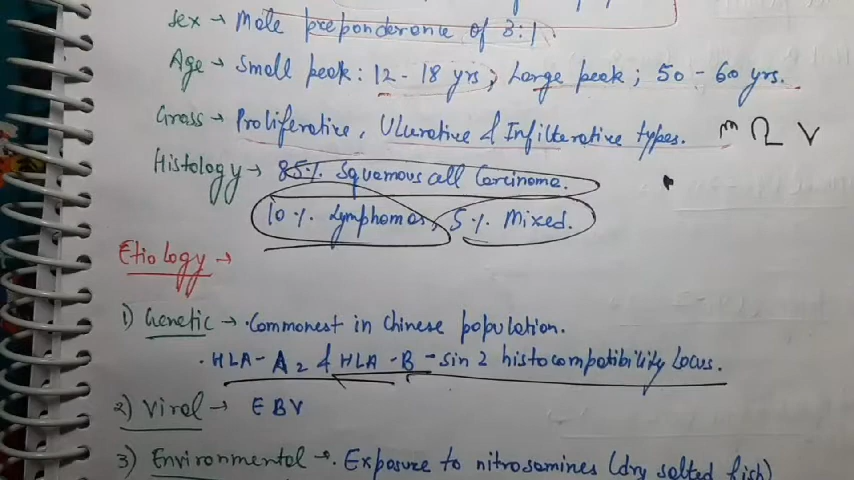 Sex → Male preponderance of 3:1
Age → Small peak: 12 - 18 yrs; Large peak; 50 - 60 yrs.
Gross → Proliferative, Ulurative & Infilterative types.
Histology → 85%. Squamous cell Carcinoma.
10 %. Lymphomas, 5 %. Mixed.
Etiology →
1) Genetic → · Commonest in Chinese population.
· HLA - A2 & HLA - B - sin 2 histocompatibility locus.
2) Viral → EBV
3) Environmental → · Exposure to nitrosamines (dry salted fish)